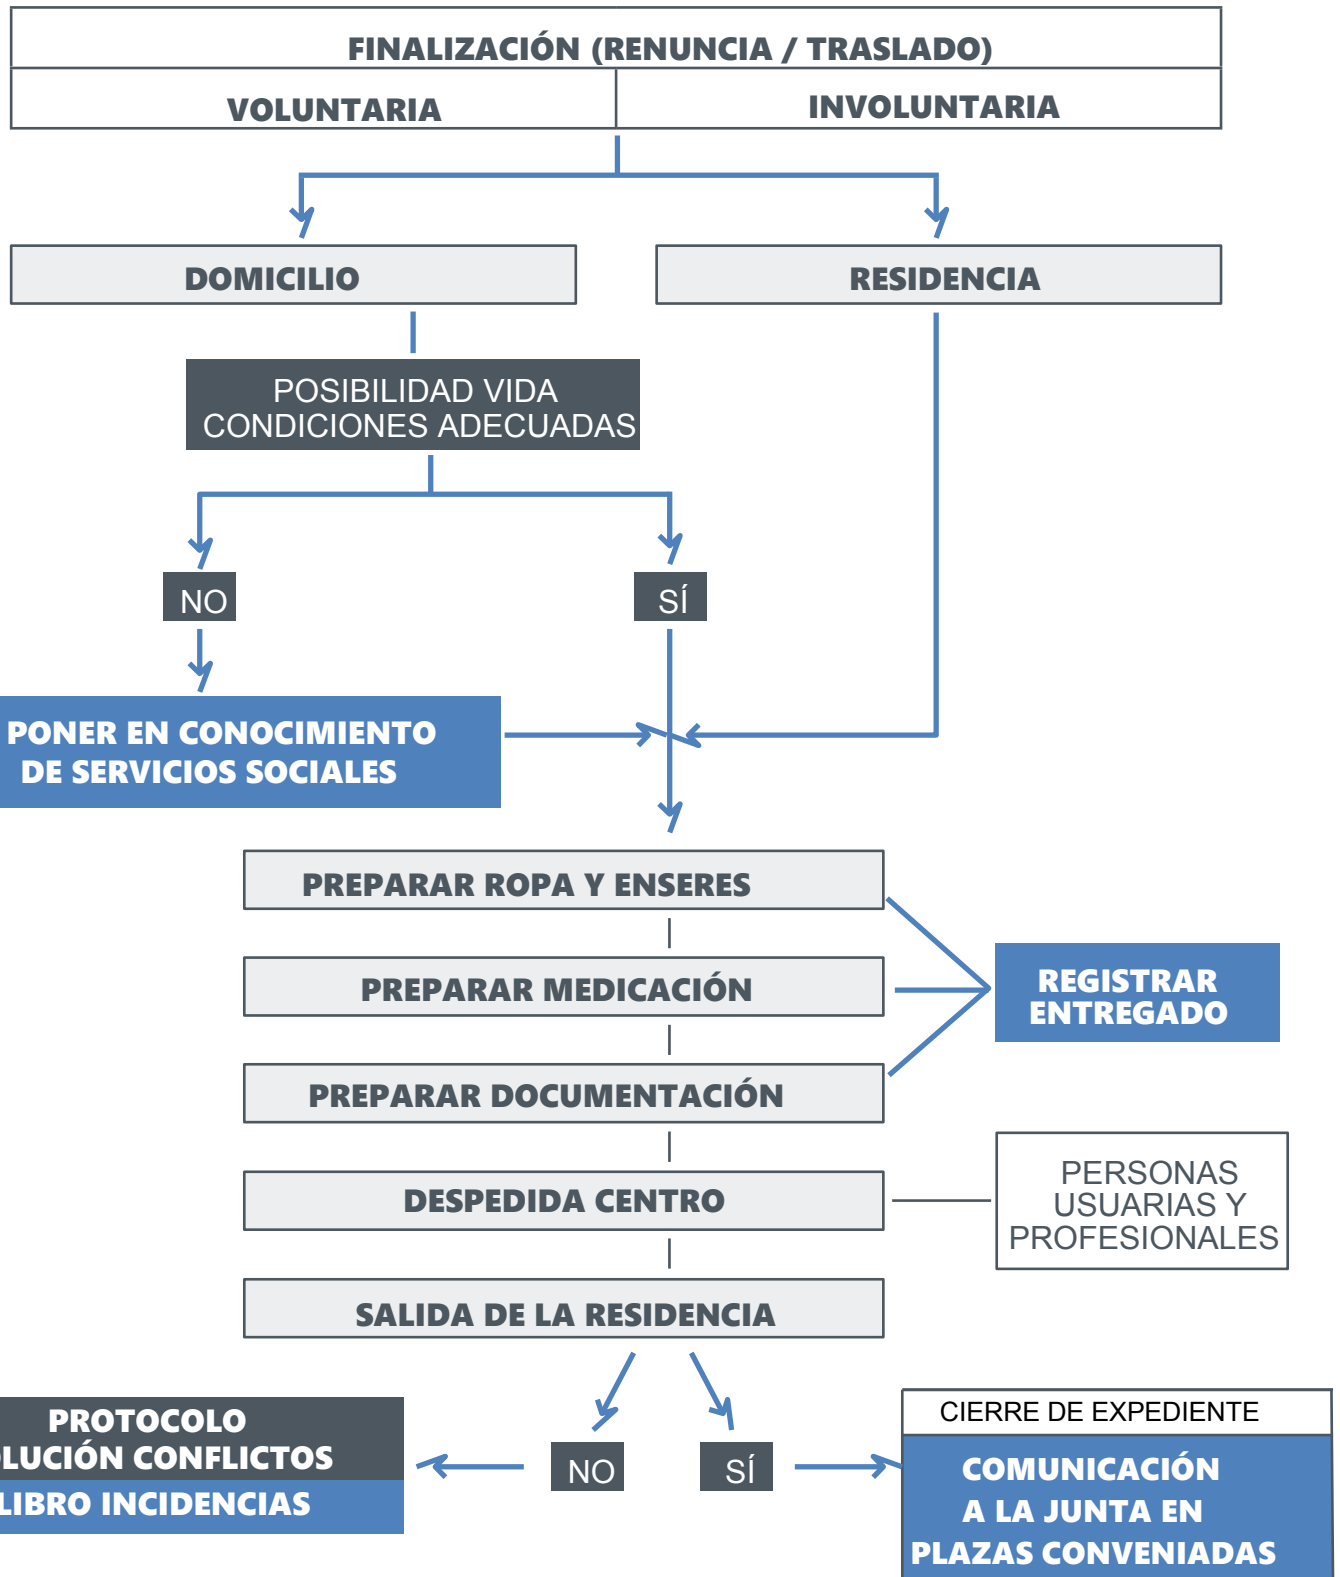 FINALIZACIÓN (RENUNCIA / TRASLADO)
VOLUNTARIA
INVOLUNTARIA
DOMICILIO
RESIDENCIA
POSIBILIDAD VIDA
CONDICIONES ADECUADAS
NO
SÍ
PONER EN CONOCIMIENTO
DE SERVICIOS SOCIALES
PREPARAR ROPA Y ENSERES
PREPARAR MEDICACIÓN
REGISTRAR
ENTREGADO
PREPARAR DOCUMENTACIÓN
DESPEDIDA CENTRO
PERSONAS
USUARIAS Y
PROFESIONALES
SALIDA DE LA RESIDENCIA
PROTOCOLO
OLUCIÓN CONFLICTOS
LIBRO INCIDENCIAS
NO
SÍ
CIERRE DE EXPEDIENTE
COMUNICACIÓN
A LA JUNTA EN
PLAZAS CONVENIADAS